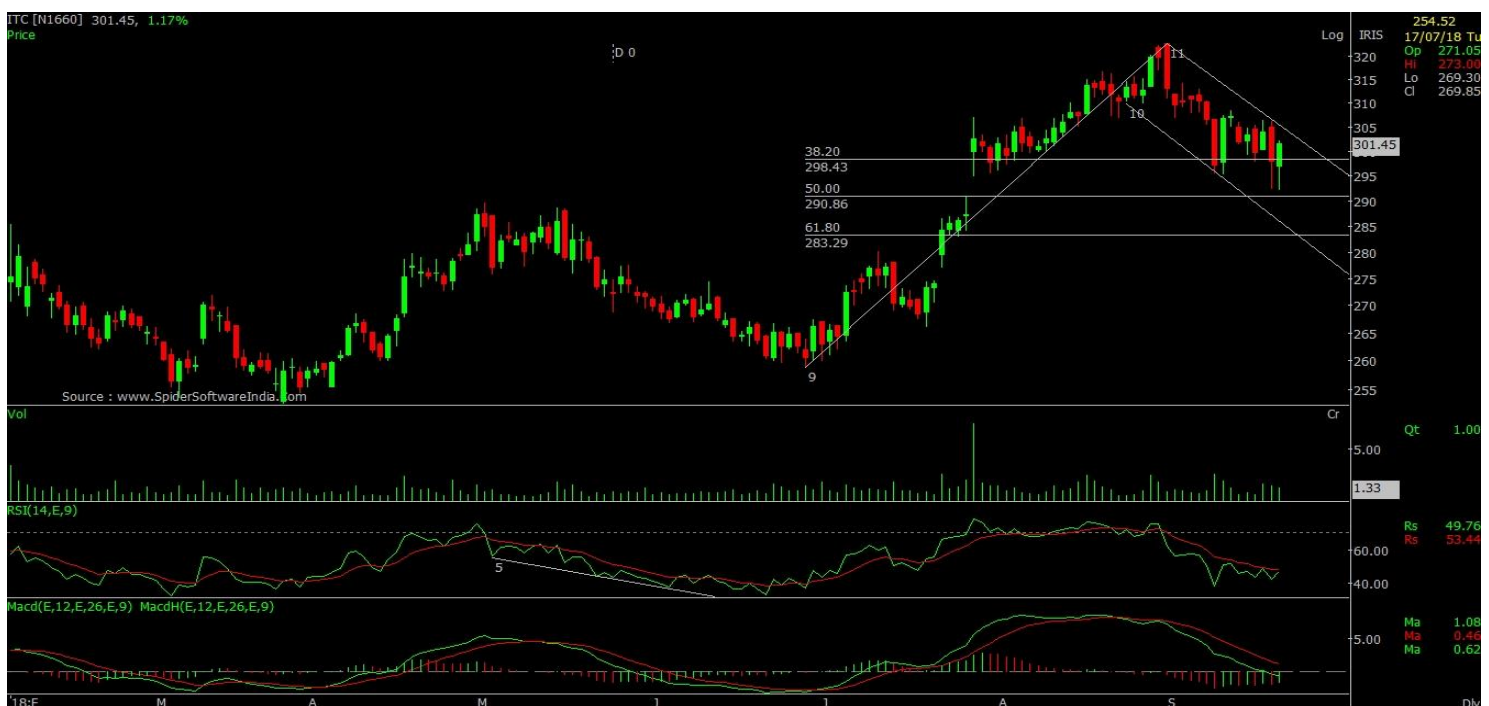 ITC [N1660] 301.45, 1.17%
Price
D 0
Log
IRIS
254.52
17/07/18 Tu
Op 271.05
Hi 273.00
Lo 269.30
Cl 269.85
320
315
310
305
301.45
295
290
285
280
275
270
265
260
255
11
10
38.20
298.43
50.00
290.86
61.80
283.29
9
Source : www.SpiderSoftwareIndia.com
Vol
Cr
5.00
1.33
Qt 1.00
RSI(14,E,9)
5
60.00
40.00
Rs 49.76
Rs 53.44
Macd(E,12,E,26,E,9) MacdH(E,12,E,26,E,9)
5.00
Ma 1.08
Ma 0.46
Ma 0.62
'18:F M A M J J A S Dly